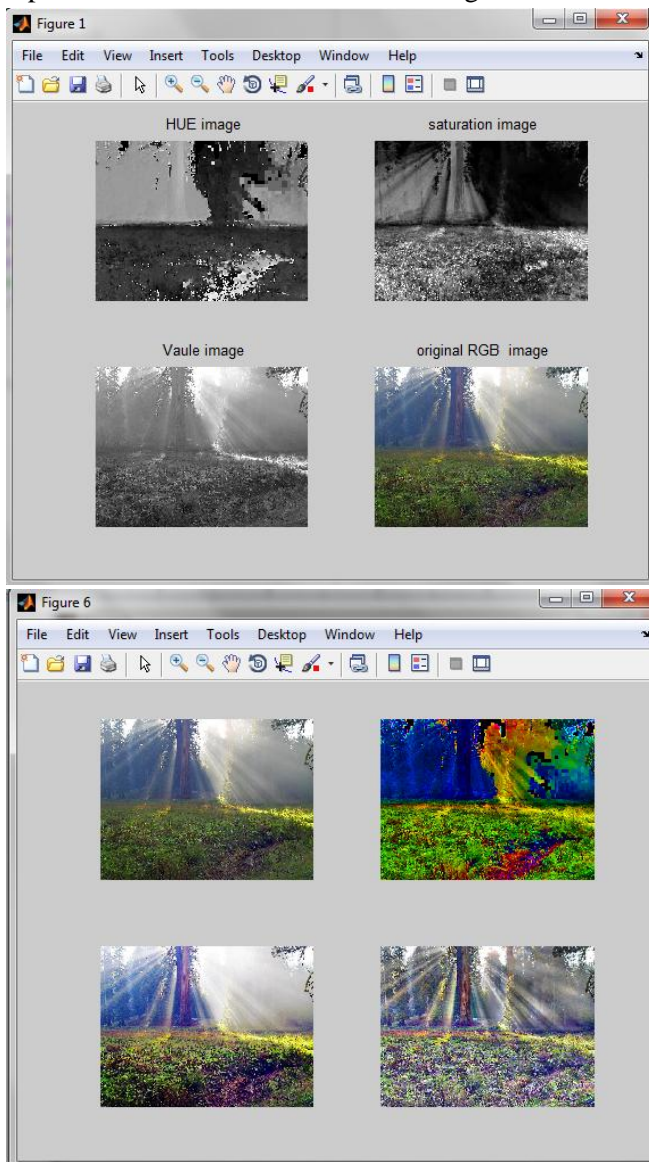 Figure 1
File Edit View Insert Tools Desktop Window Help
HUE image
saturation image
Vaule image
original RGB image
Figure 6
File Edit View Insert Tools Desktop Window Help